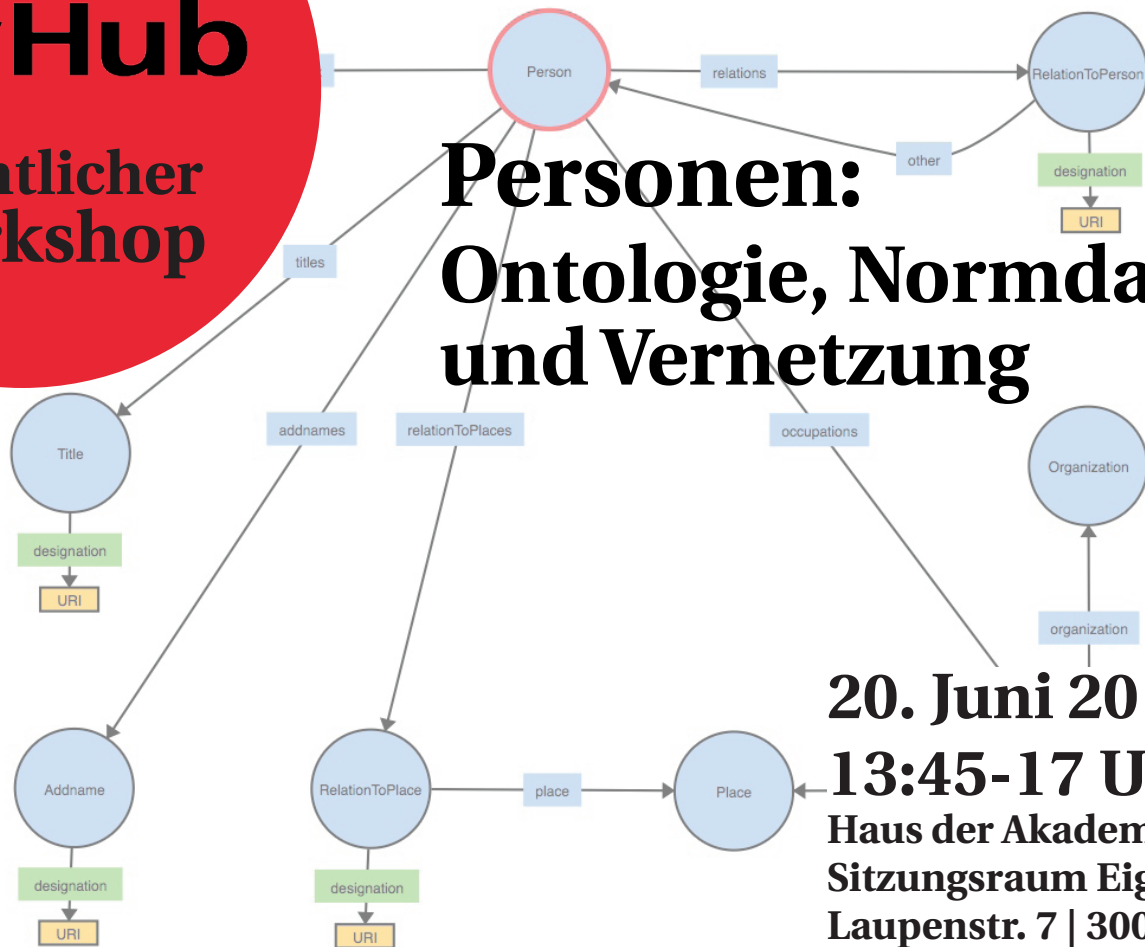 Hub
Person
relations
RelationToPerson
other
ntlicher
designation
Personen:
rkshop
URI
titles
Ontologie, Normda
und Vernetzung
addnames
relationToPlaces
occupations
Title
Organization
designation
URI
organization
20. Juni 20
13:45-17 U
Addname
RelationToPlace
place
Place
Haus der Akadem
designation
designation
Sitzungsraum Eig
URI
URI
Laupenstr. 7 | 300